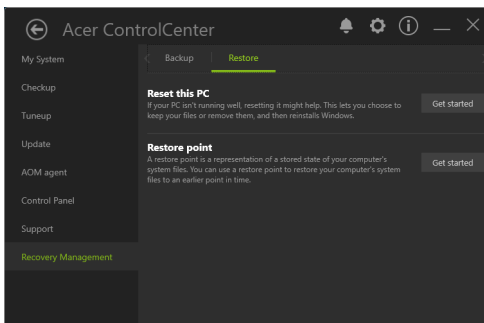 Acer ControlCenter
My System
Checkup
Tuneup
Update
AOM agent
Control Panel
Support
Recovery Management
Backup
Restore
Reset this PC
If your PC isn't running well, resetting it might help. This lets you choose to
keep your files or remove them, and then reinstalls Windows.
Get started
Restore point
A restore point is a representation of a stored state of your computer's
system files. You can use a restore point to restore your computer's system
files to an earlier point in time.
Get started